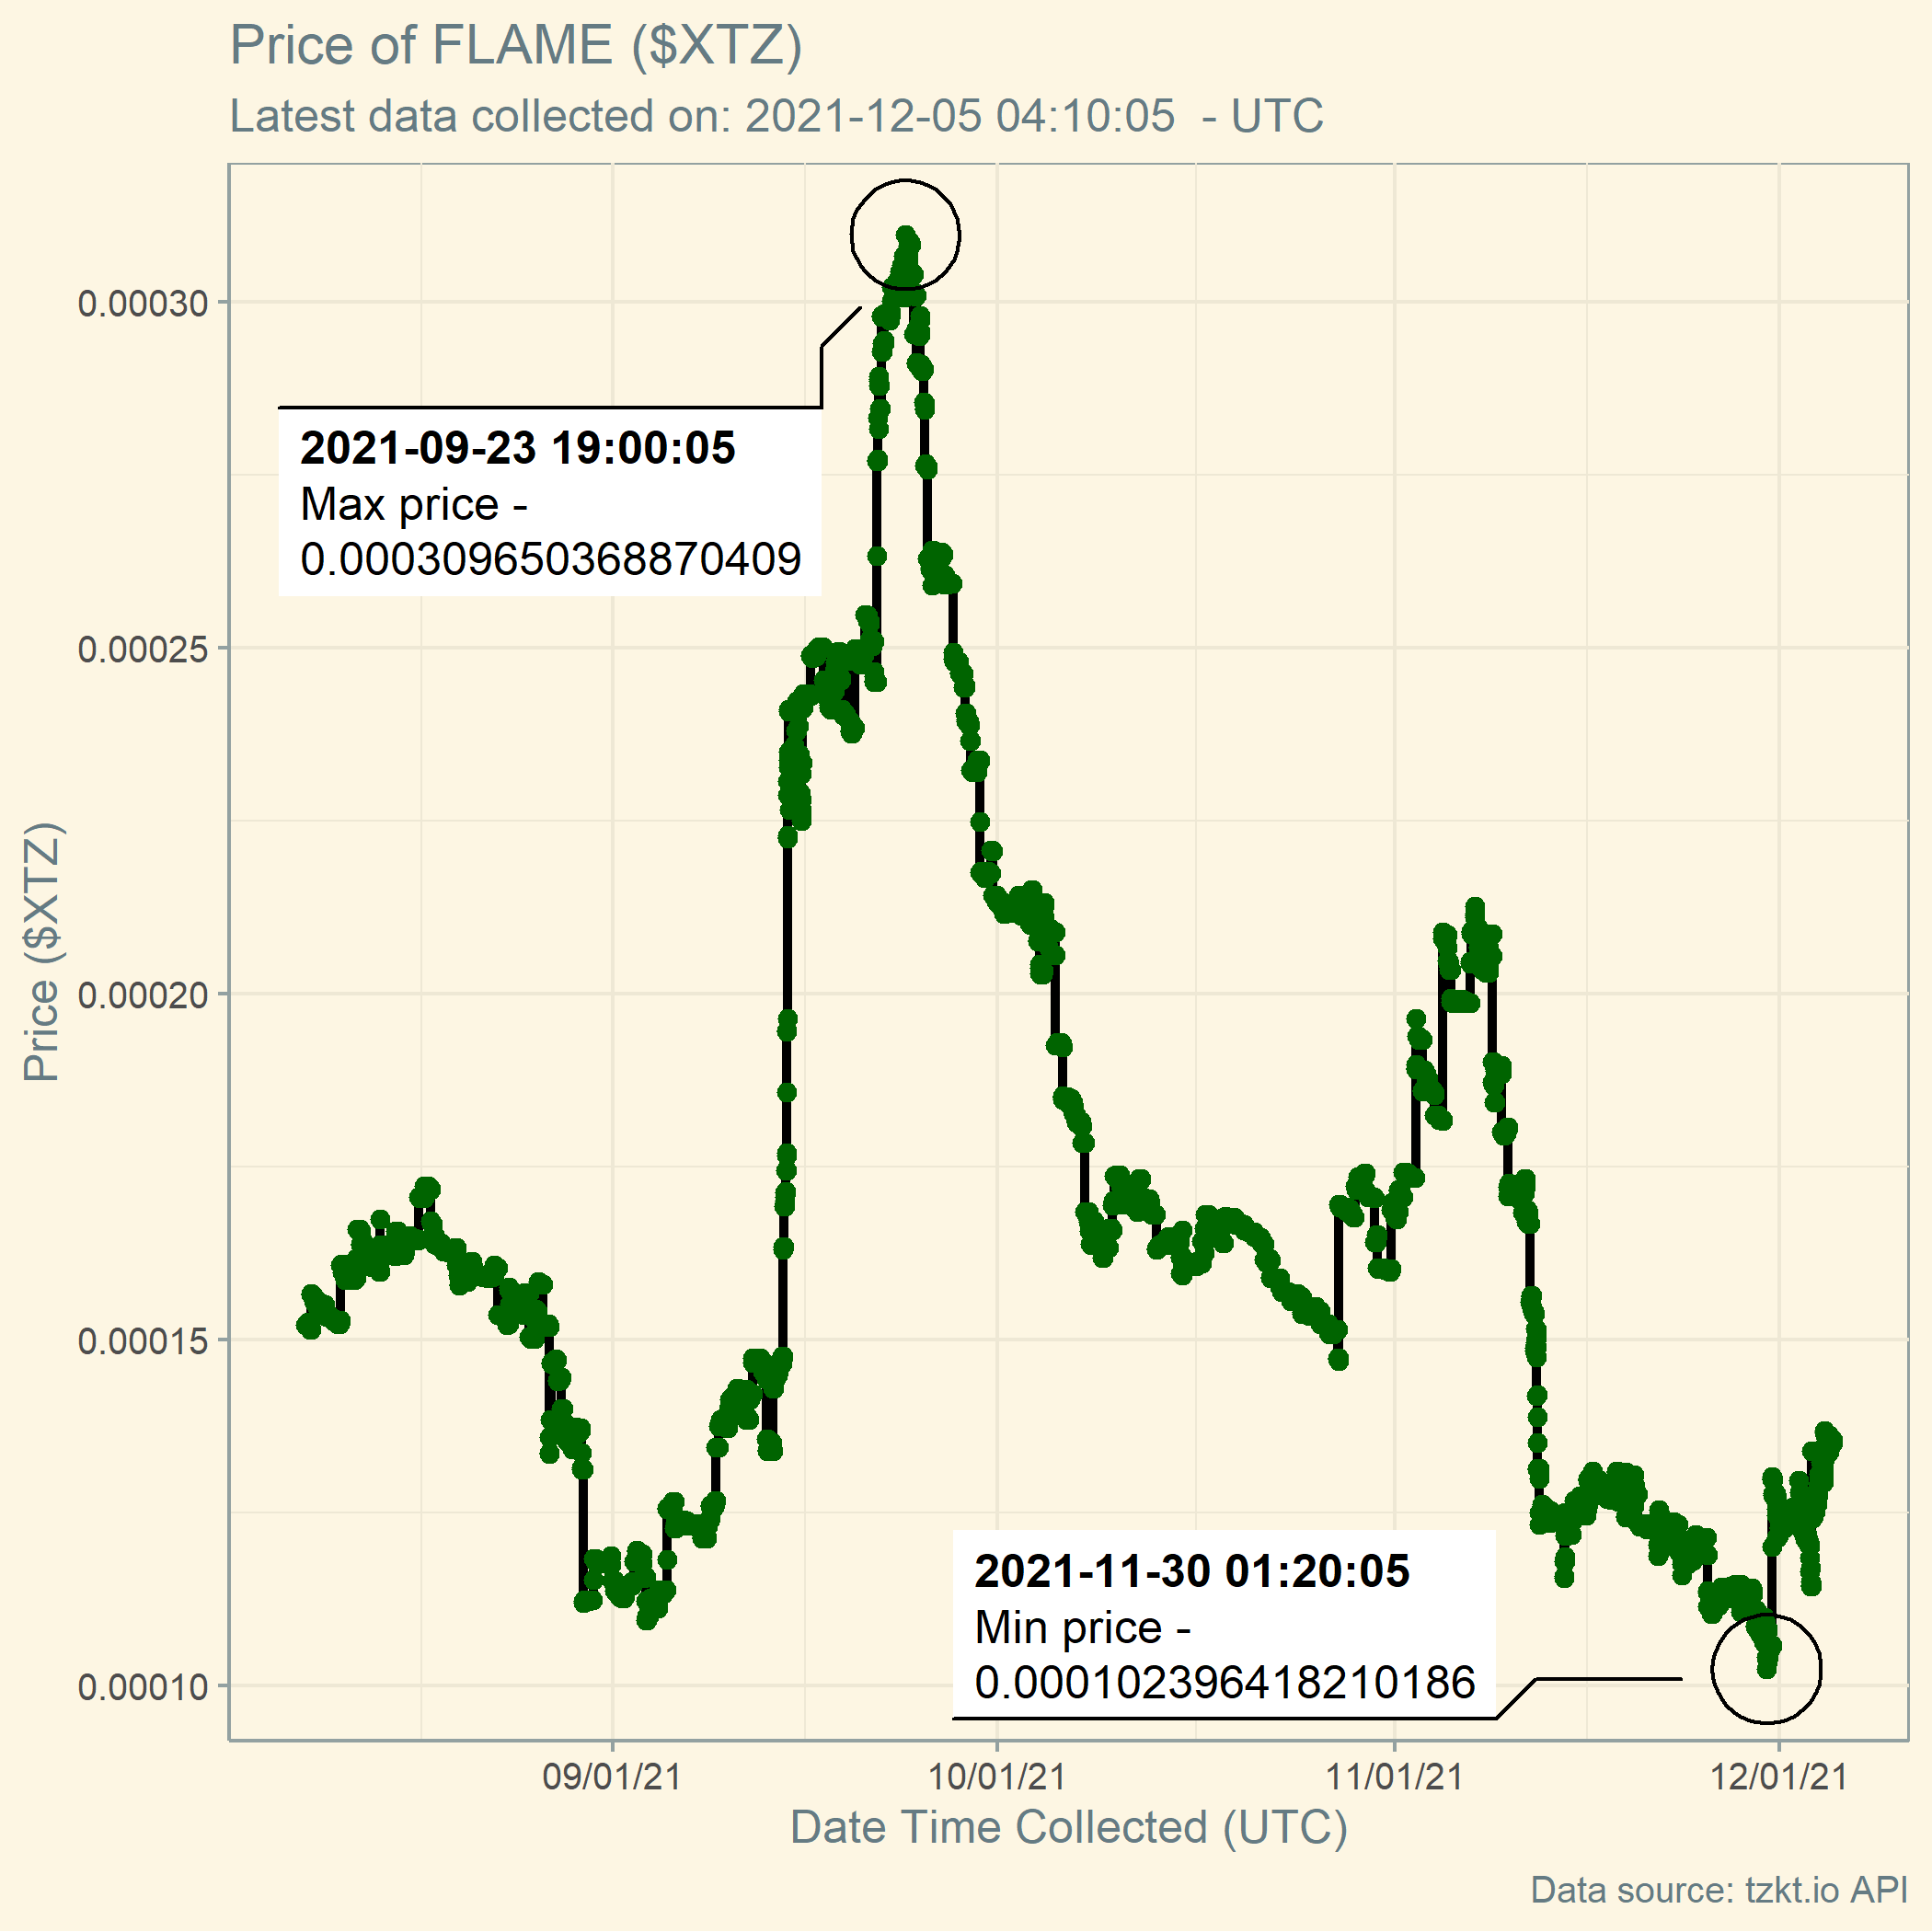 Price of FLAME ($XTZ)
Latest data collected on: 2021-12-05 04:10:05  - UTC
Price ($XTZ)
0.00030
0.00025
0.00020
0.00015
0.00010
2021-09-23 19:00:05
Max price -
0.000309650368870409
2021-11-30 01:20:05
Min price -
0.000102396418210186
09/01/21
10/01/21
11/01/21
12/01/21
Date Time Collected (UTC)
Data source: tzkt.io API